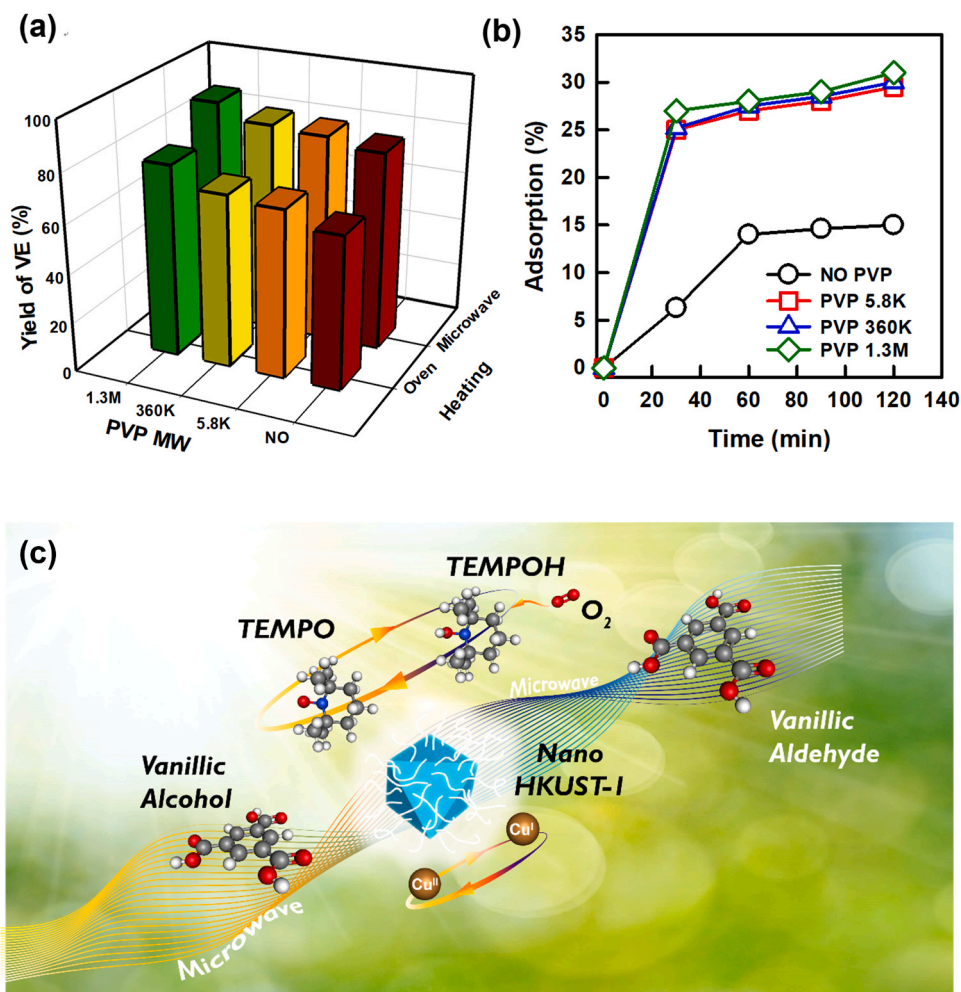 (a)
Yield of VE (%)
100
80
60
40
20
0
1.3M
360K
5.8K
NO
PVP MW
Oven
Microwave
Heating
(b)
Adsorption (%)
35
30
25
20
15
10
5
0
NO PVP
PVP 5.8K
PVP 360K
PVP 1.3M
0 20 40 60 80 100 120 140
Time (min)
(c)
TEMPOH
O2
TEMPO
Microwave
Vanillic
Aldehyde
Nano
HKUST-I
Vanillic
Alcohol
CuI
CuII
Microwave